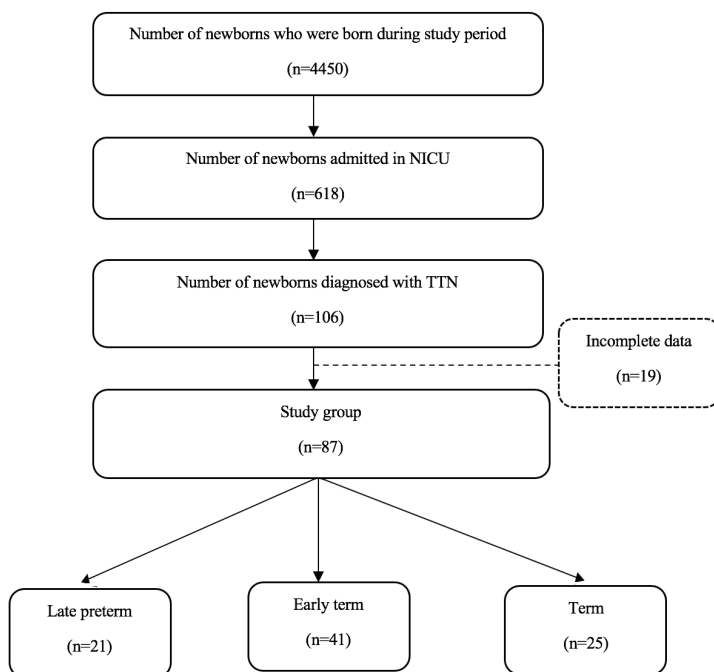 Number of newborns who were born during study period
(n=4450)
Number of newborns admitted in NICU
(n=618)
Number of newborns diagnosed with TTN
(n=106)
Incomplete data
(n=19)
Study group
(n=87)
Late preterm
(n=21)
Early term
(n=41)
Term
(n=25)